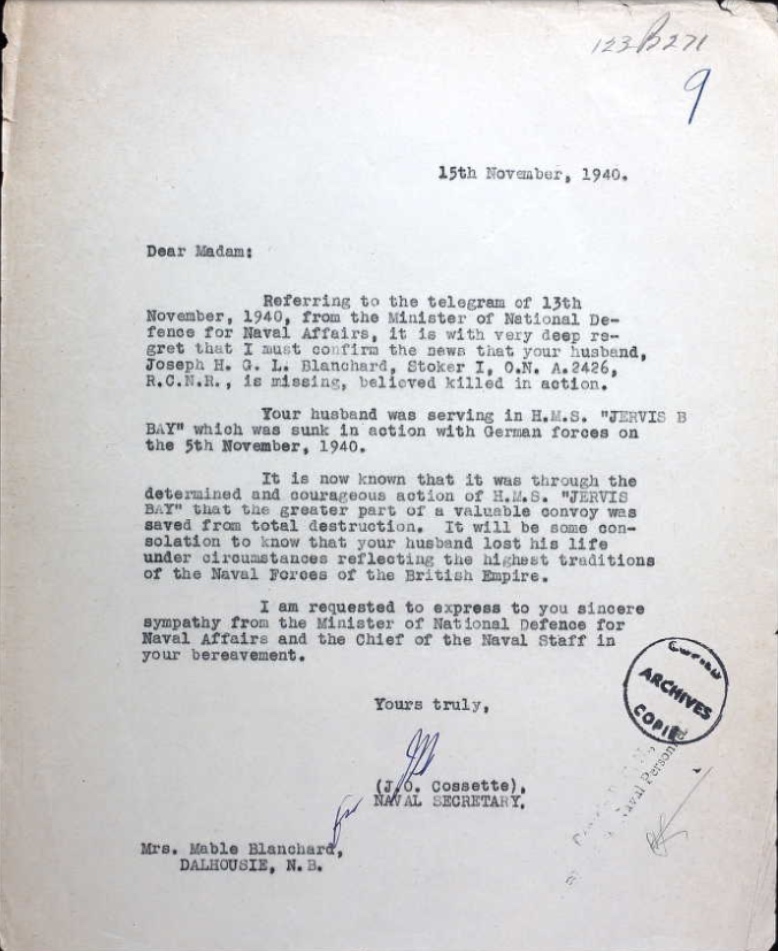 123B271
9
15th November, 1940.
Dear Madam:
Referring to the telegram of 13th
November, 1940, from the Minister of National De-
fence for Naval Affairs, it is with very deep re-
gret that I must confirm the news that your husband,
Joseph H. G. L. Blanchard, Stoker I, O.N. A.2426,
R.C.N.R., is missing, believed killed in action.
Your husband was serving in H.M.S. "JERVIS B
BAY" which was sunk in action with German forces on
the 5th November, 1940.
It is now known that it was through the
determined and courageous action of H.M.S. "JERVIS
BAY" that the greater part of a valuable convoy was
saved from total destruction. It will be some con-
solation to know that your husband lost his life
under circumstances reflecting the highest traditions
of the Naval Forces of the British Empire.
I am requested to express to you sincere
sympathy from the Minister of National Defence for
Naval Affairs and the Chief of the Naval Staff in
your bereavement.
Yours truly,
(J.O. Cossette),
NAVAL SECRETARY.
for
Mrs. Mable Blanchard,
DALHOUSIE, N.B.
ARCHIVES
COPIE
Naval Personnel